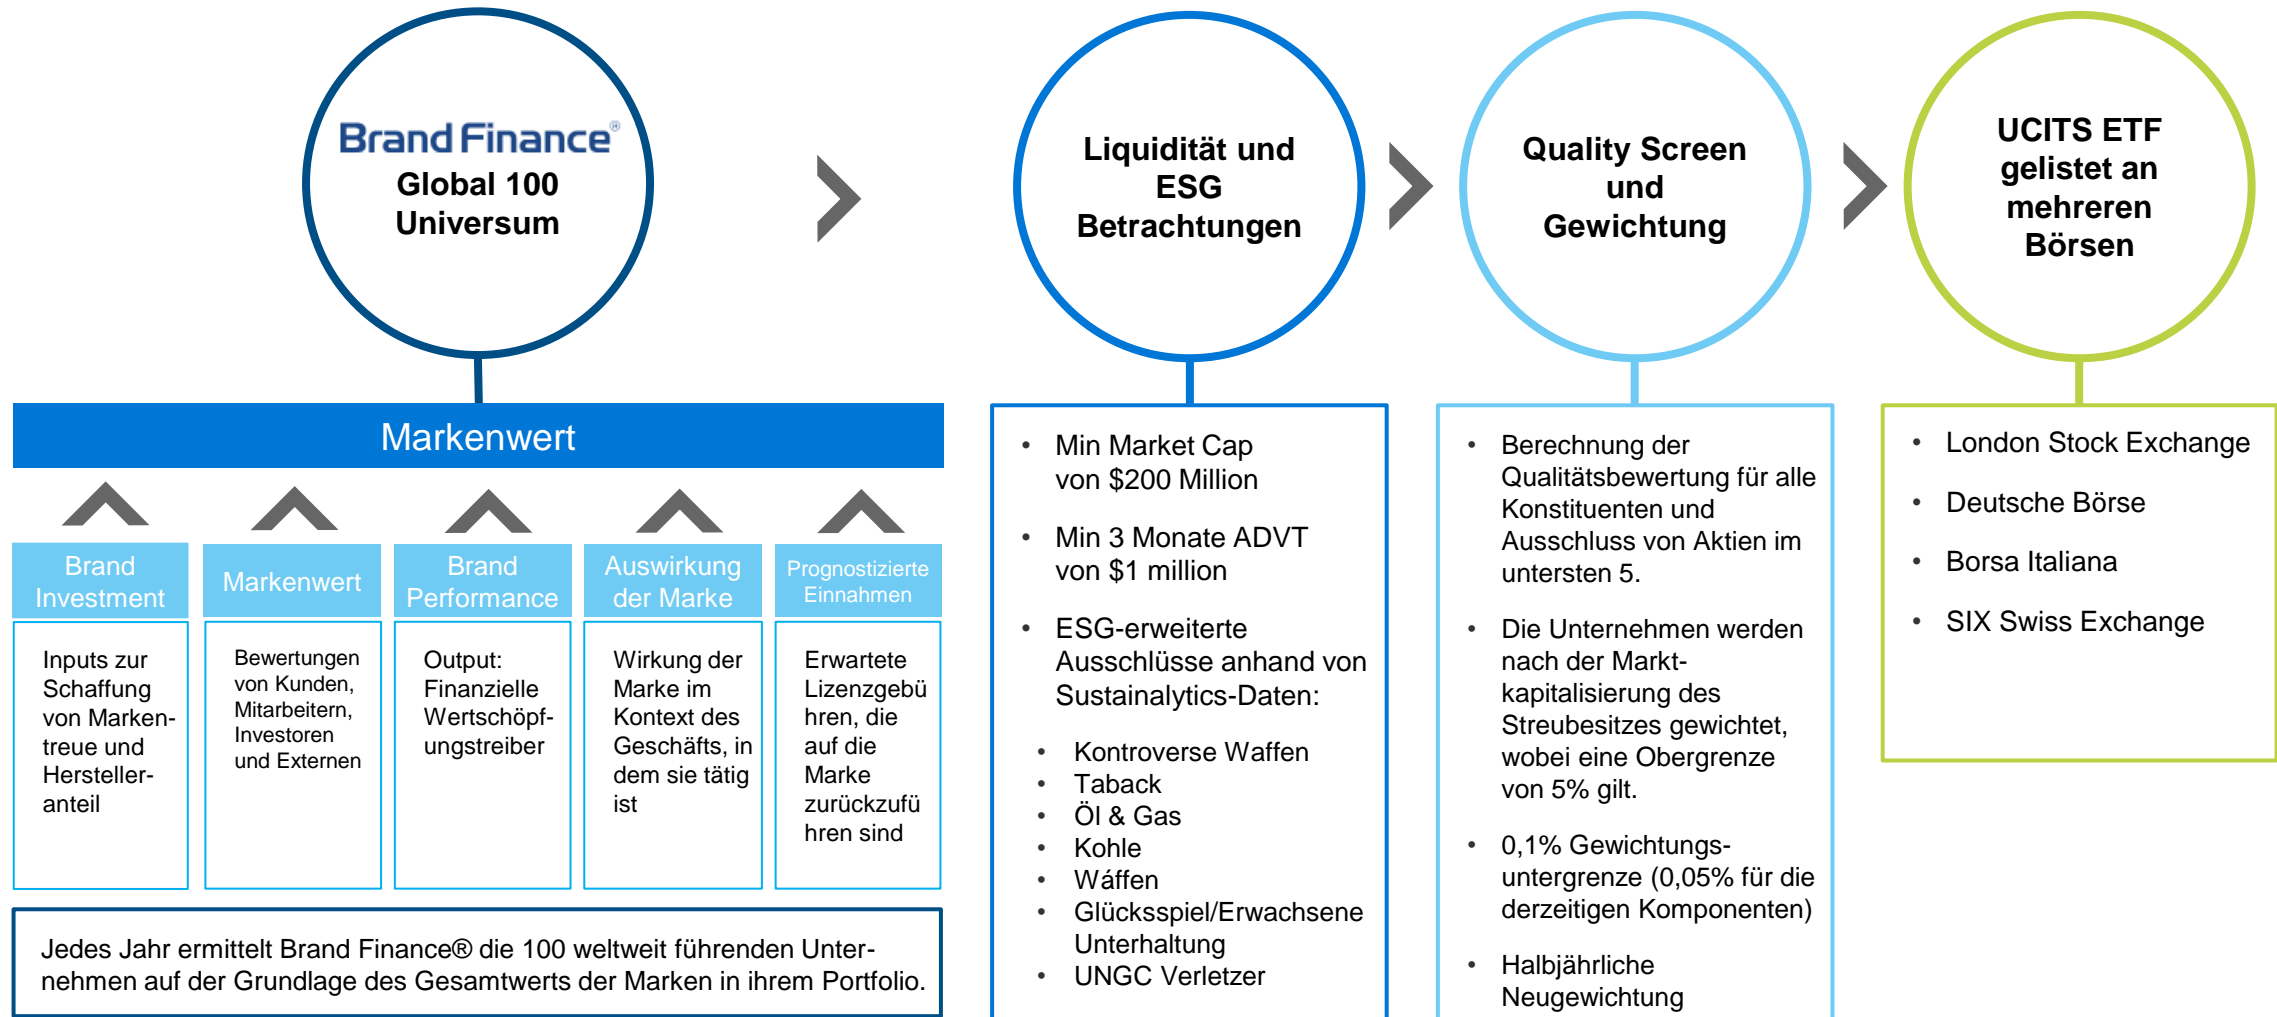 Brand Finance®
Global 100
Universum
Liquidität und
ESG
Betrachtungen
Quality Screen
und
Gewichtung
UCITS ETF
gelistet an
mehreren
Börsen
Markenwert
Brand
Investment
Inputs zur
Schaffung
von Marken-
treue und
Hersteller-
anteil
Markenwert
Bewertungen
von Kunden,
Mitarbeitern,
Investoren
und Externen
Brand
Performance
Output:
Finanzielle
Wertschöpf-
ungstreiber
Auswirkung
der Marke
Wirkung der
Marke im
Kontext des
Geschäfts, in
dem sie tätig
ist
Prognostizierte
Einnahmen
Erwartete
Lizenzgebü
hren, die
auf die
Marke
zurückzufü
hren sind
Jedes Jahr ermittelt Brand Finance® die 100 weltweit führenden Unter-
nehmen auf der Grundlage des Gesamtwerts der Marken in ihrem Portfolio.
• Min Market Cap
von $200 Million
• Min 3 Monate ADVT
von $1 million
• ESG-erweiterte
Ausschlüsse anhand von
Sustainalytics-Daten:
• Kontroverse Waffen
• Taback
• Öl & Gas
• Kohle
• Wáffen
• Glücksspiel/Erwachsene
Unterhaltung
• UNGC Verletzer
• Berechnung der
Qualitätsbewertung für alle
Konstituenten und
Ausschluss von Aktien im
untersten 5.
• Die Unternehmen werden
nach der Markt-
kapitalisierung des
Streubesitzes gewichtet,
wobei eine Obergrenze
von 5% gilt.
• 0,1% Gewichtungs-
untergrenze (0,05% für die
derzeitigen Komponenten)
• Halbjährliche
Neugewichtung
• London Stock Exchange
• Deutsche Börse
• Borsa Italiana
• SIX Swiss Exchange